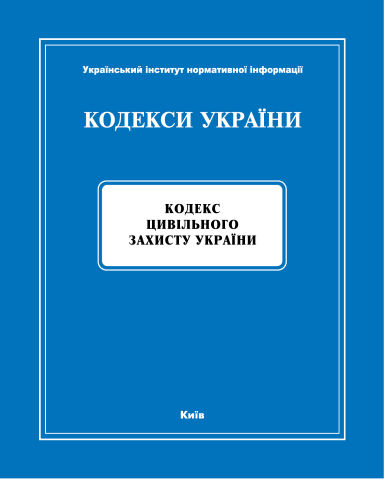 Український інститут нормативної інформації
КОДЕКСИ УКРАЇНИ
КОДЕКС
ЦИВІЛЬНОГО
ЗАХИСТУ УКРАЇНИ
Київ